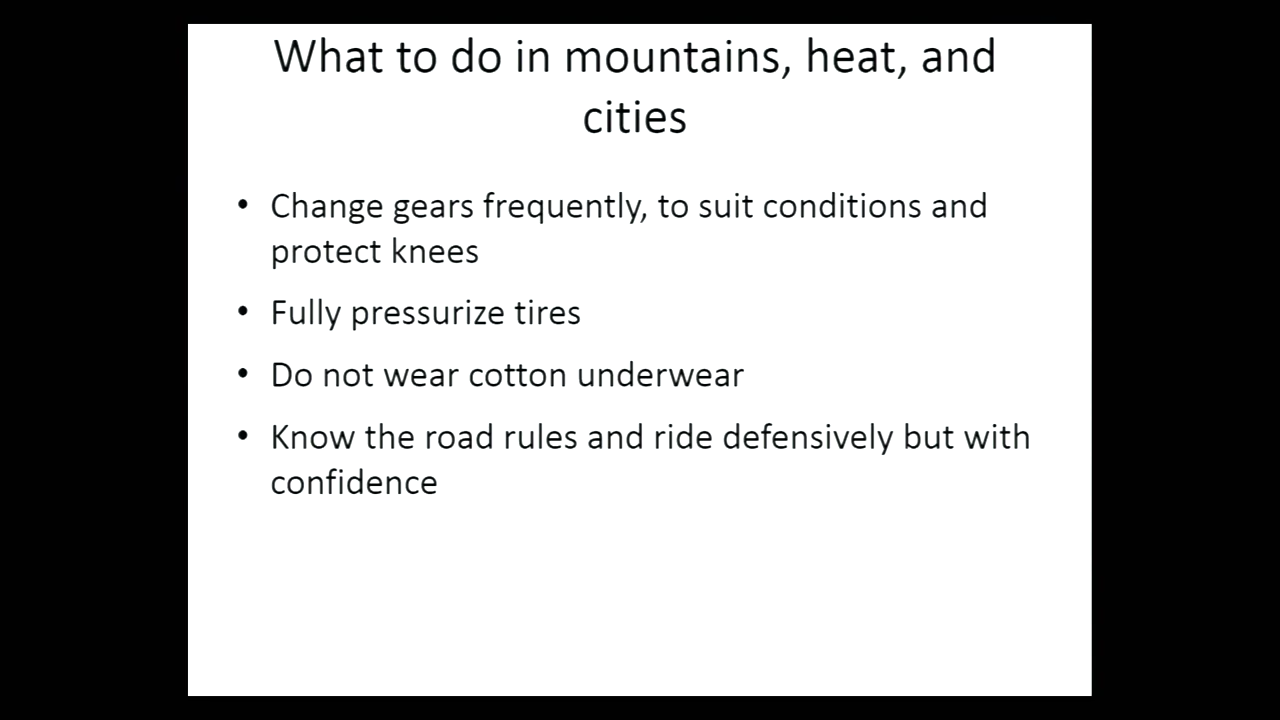 What to do in mountains, heat, and
cities
• Change gears frequently, to suit conditions and
protect knees
• Fully pressurize tires
• Do not wear cotton underwear
• Know the road rules and ride defensively but with
confidence